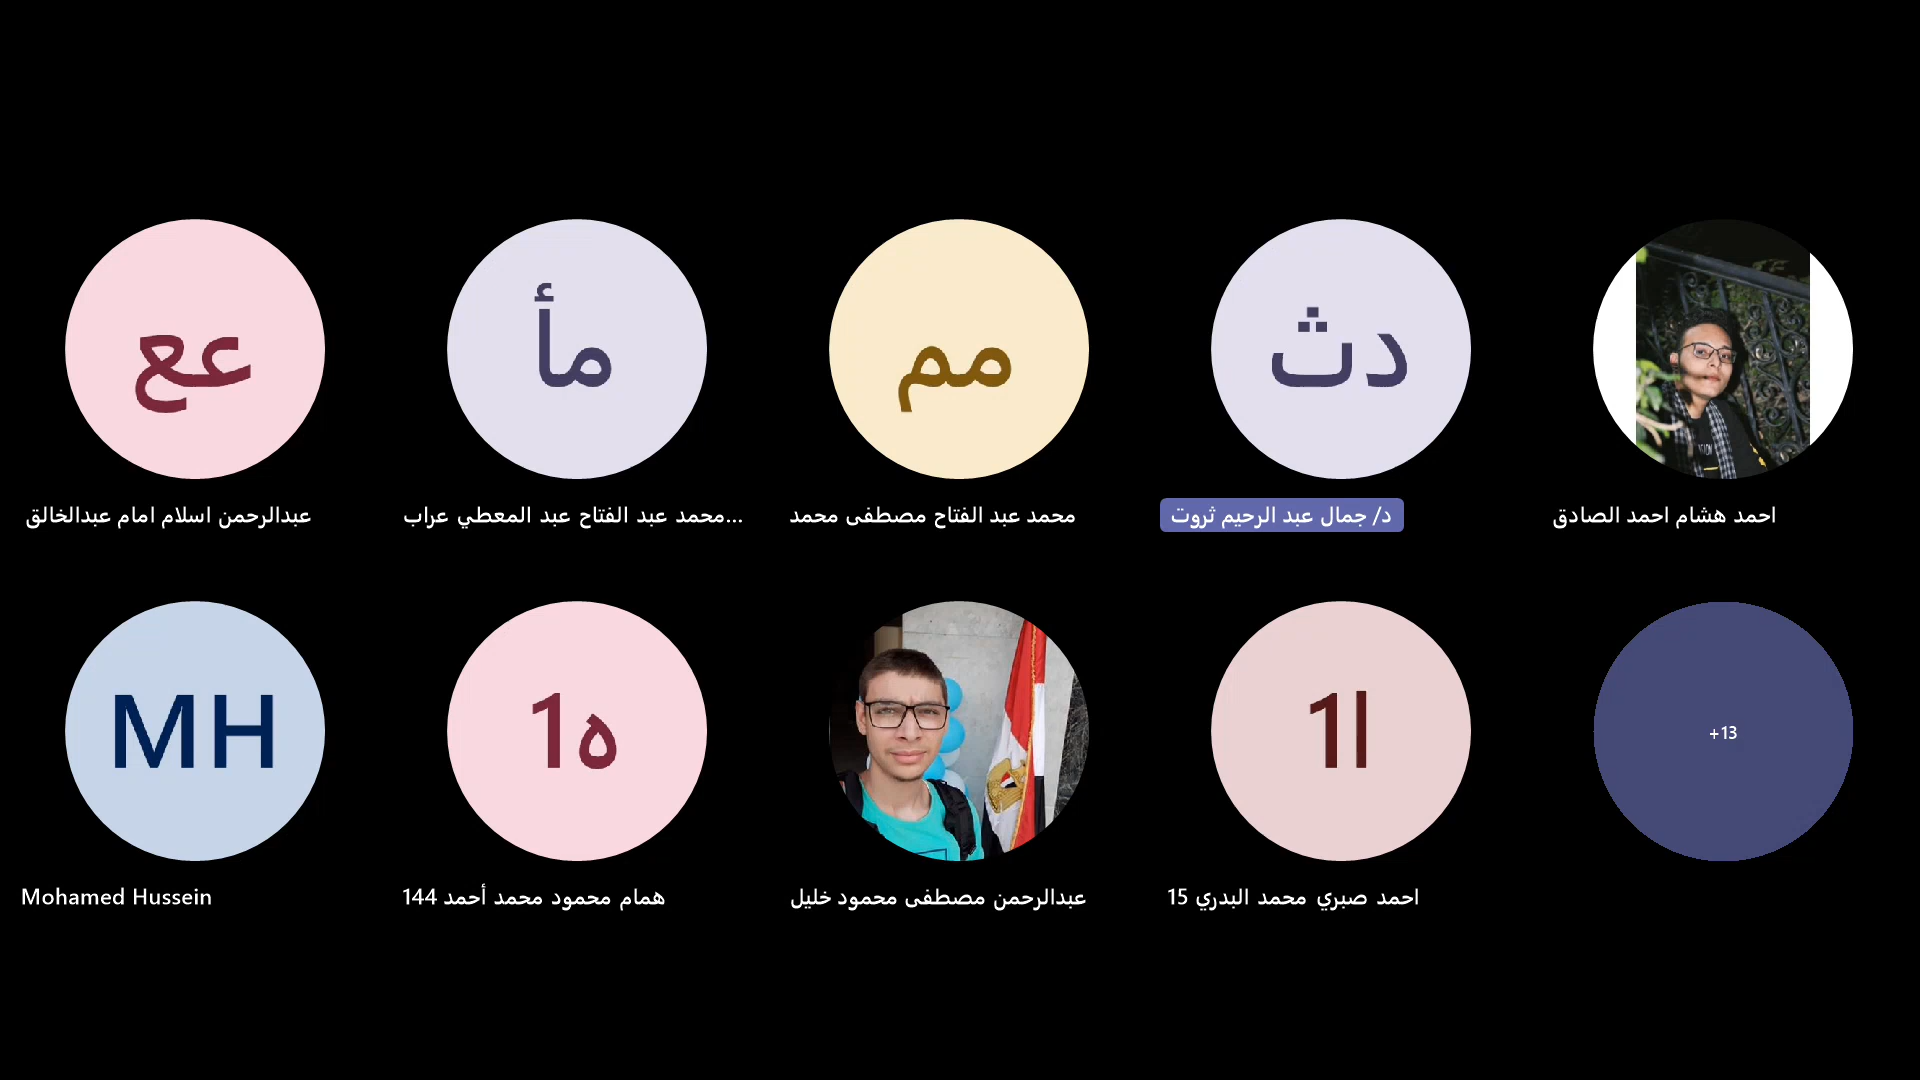 عع
مأ
مم
دث
عبدالرحمن اسلام امام عبدالخالق
محمد عبد الفتاح عبد المعطي عراب...
محمد عبد الفتاح مصطفى محمد
د/ جمال عبد الرحيم ثروت
احمد هشام احمد الصادق
MH
ه1
ا1
+13
Mohamed Hussein
همام محمود محمد أحمد 144
عبدالرحمن مصطفى محمود خليل
احمد صبري محمد البدري 15